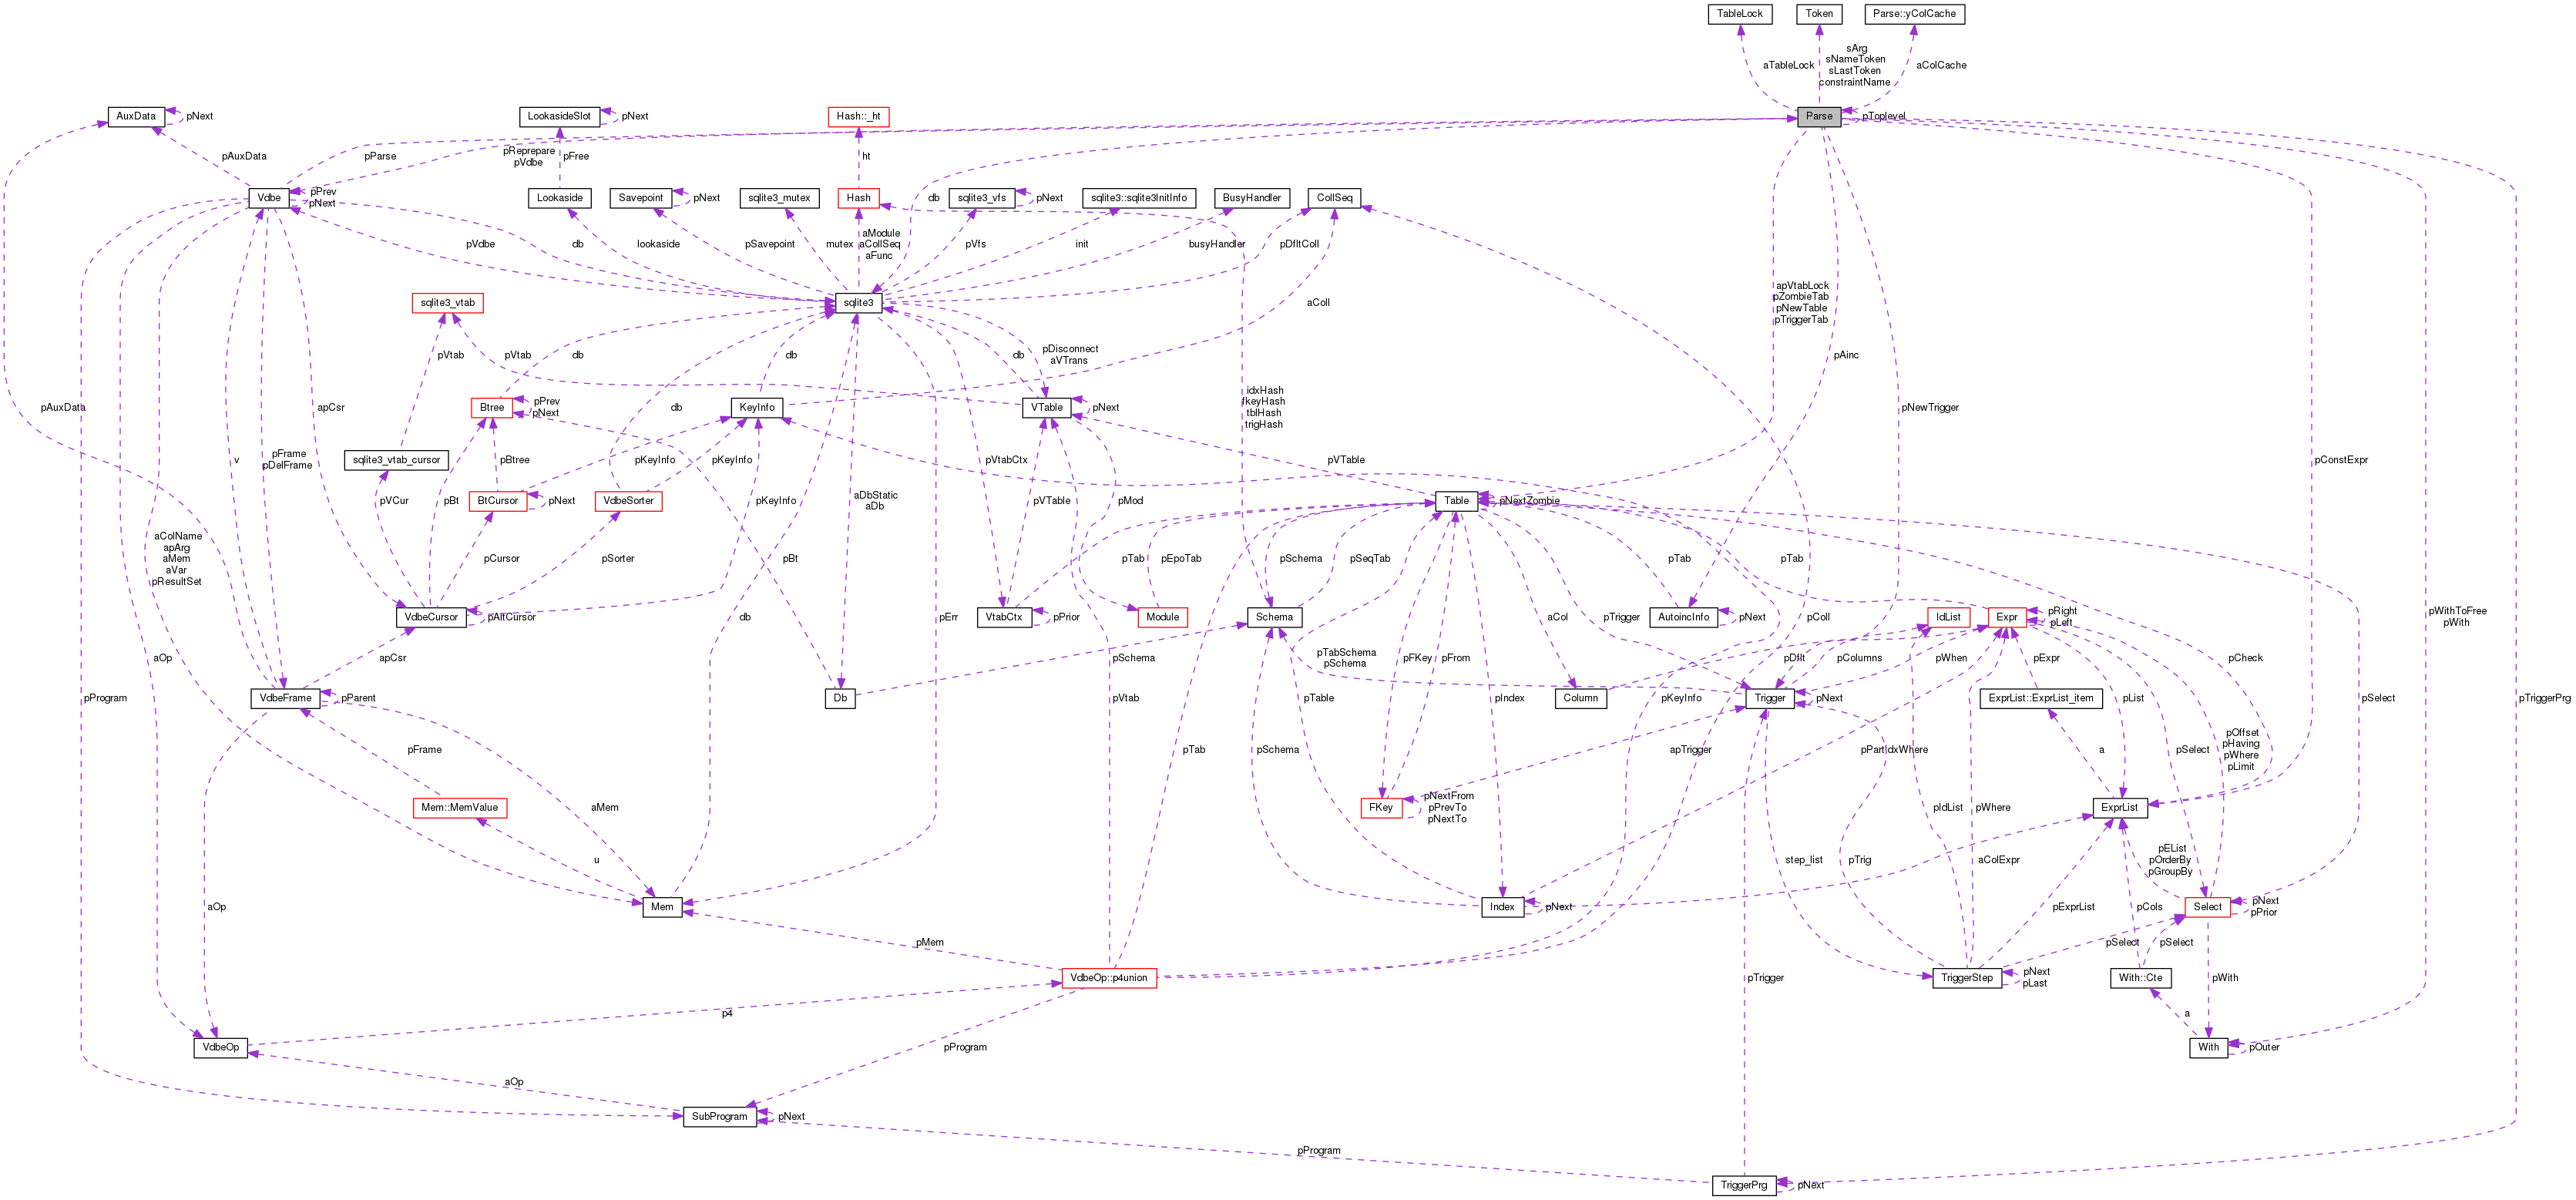 TableLock
Token
Parse::yColCache
aTableLock
sArg
sNameToken
sLastToken
constraintName
aColCache
AuxData
pNext
LookasideSlot
pNext
Hash::_ht
Parse
pToplevel
pAuxData
pParse
pReprepare
pVdbe
pFree
ht
Vdbe
pPrev
pNext
Lookaside
Savepoint
pNext
sqlite3_mutex
Hash
sqlite3_vfs
pNext
sqlite3::sqlite3InitInfo
BusyHandler
CollSeq
db
pVdbe
db
lookaside
pSavepoint
mutex
aModule
aCollSeq
aFunc
pVfs
init
busyHandler
pDfltColl
sqlite3_vtab
sqlite3
aColl
apVtabLock
pZombieTab
pNewTable
pTriggerTab
pVtab
pVtab
db
db
db
pDisconnect
aVTrans
db
pAinc
pAuxData
apCsr
Btree
pPrev
pNext
KeyInfo
VTable
pNext
idxHash
fkeyHash
tblHash
trigHash
pNewTrigger
v
pFrame
pDelFrame
sqlite3_vtab_cursor
pBtree
pKeyInfo
pKeyInfo
pVtabCtx
pVTable
pConstExpr
pVCur
pBt
BtCursor
pNext
VdbeSorter
pKeyInfo
aDbStatic
aDb
pVTable
pMod
Table
pNextZombie
aColName
apArg
aMem
aVar
pResultSet
pCursor
pSorter
pBt
pTab
pEpoTab
pSchema
pSeqTab
pTab
pTab
VdbeCursor
pAltCursor
db
pErr
VtabCtx
pPrior
Module
Schema
aCol
pTrigger
AutoincInfo
pNext
pColl
IdList
Expr
pRight
pLeft
pWithToFree
pWith
aOp
apCsr
pSchema
pTabSchema
pSchema
pFKey
pFrom
pDflt
pColumns
pWhen
pExpr
pCheck
pProgram
VdbeFrame
pParent
Db
pVtab
pTable
pIndex
Column
pKeyInfo
Trigger
pNext
ExprList::ExprList_item
pList
pSelect
pTriggerPrg
pFrame
pSchema
apTrigger
pPartIdxWhere
a
pSelect
pOffset
pHaving
pWhere
pLimit
Mem::MemValue
aMem
pTab
FKey
pNextFrom
pPrevTo
pNextTo
pIdList
pWhere
ExprList
u
step_list
pTrig
aColExpr
pEList
pOrderBy
pGroupBy
aOp
Mem
Index
pNext
pExprList
pCols
Select
pNext
pPrior
pMem
pSelect
pSelect
VdbeOp::p4union
TriggerStep
pNext
pLast
With::Cte
pWith
pTrigger
p4
a
VdbeOp
pProgram
With
pOuter
aOp
SubProgram
pNext
pProgram
TriggerPrg
pNext